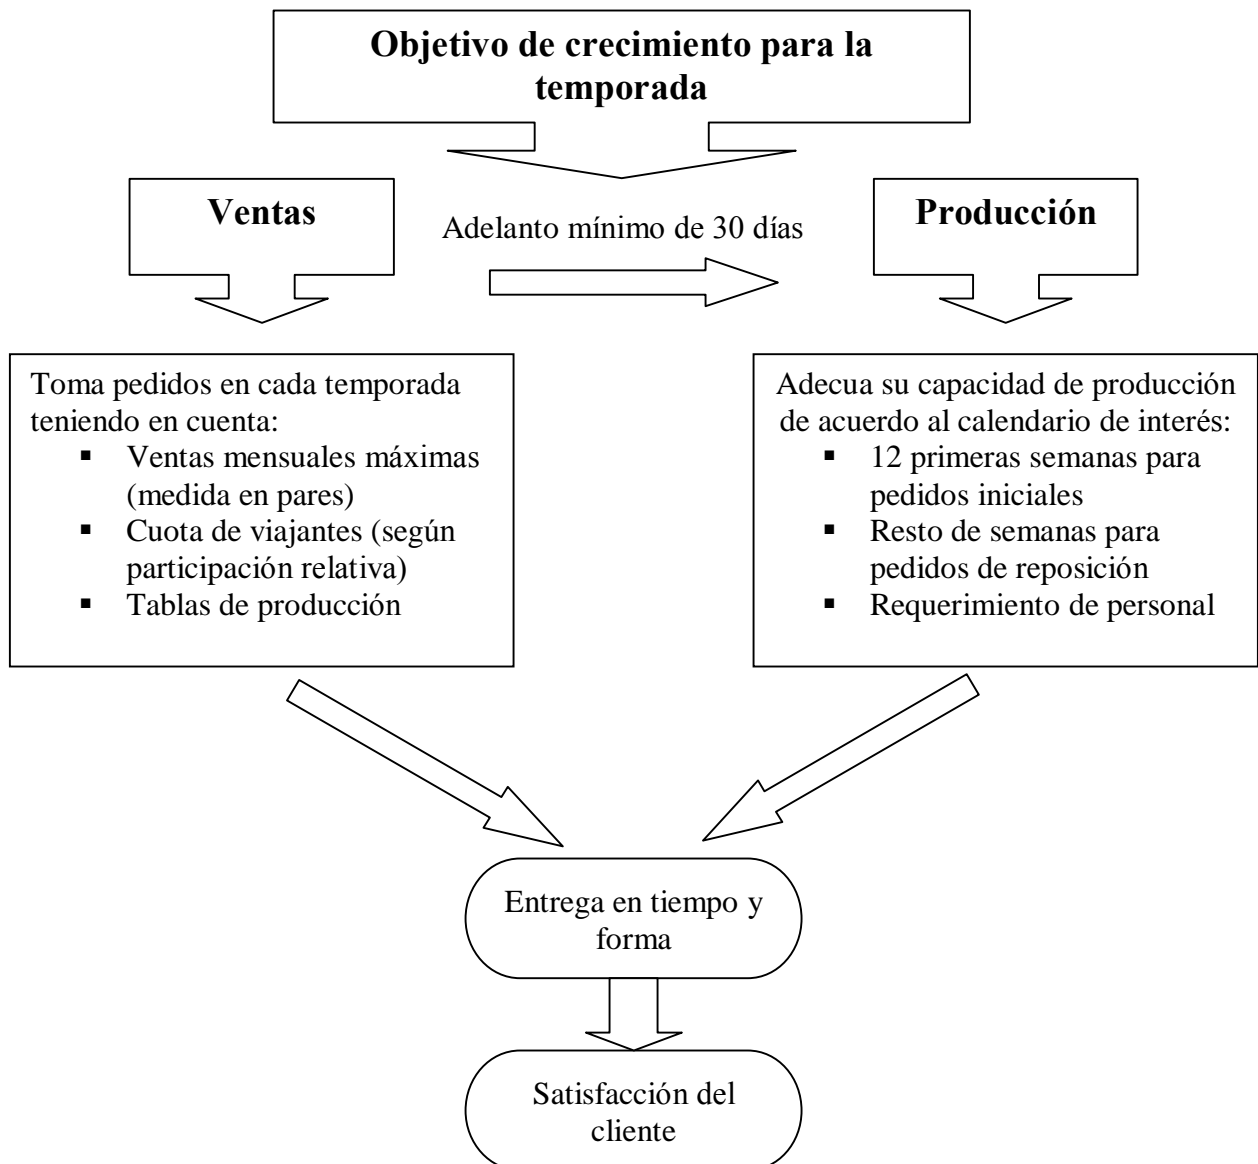 Objetivo de crecimiento para la
temporada
Ventas
Adelanto mínimo de 30 días
Producción
Toma pedidos en cada temporada
teniendo en cuenta:
▪ Ventas mensuales máximas
(medida en pares)
▪ Cuota de viajantes (según
participación relativa)
▪ Tablas de producción
Adecua su capacidad de producción
de acuerdo al calendario de interés:
▪ 12 primeras semanas para
pedidos iniciales
▪ Resto de semanas para
pedidos de reposición
▪ Requerimiento de personal
Entrega en tiempo y
forma
Satisfacción del
cliente